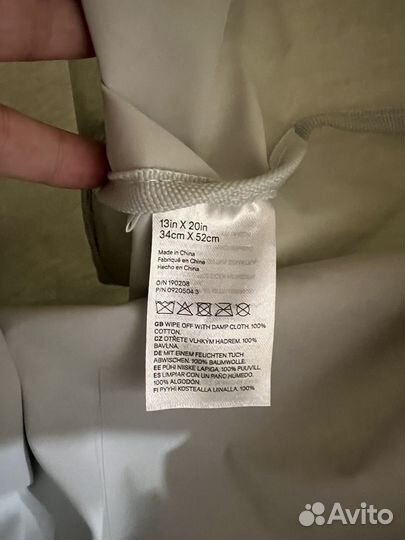 13in X 20in
34cm X 52cm
Made in China
Fabriqué en Chine
Hecho en China
O/N 190208
P/N 0920504 3
GB WIPE OFF WITH DAMP CLOTH. 100%
COTTON.
CZ OTŘETE VLHKÝM HADREM. 100%
BAVLNA.
DE MIT EINEM FEUCHTEN TUCH
ABWISCHEN. 100% BAUMWOLLE.
EE PÜHI NIISKE LAPIGA. 100% PUUVILL.
ES LIMPIAR CON UN PAÑO HÚMEDO.
100% ALGODÓN.
FI PYYHI KOSTEALLA LIINALLA. 100%
Avito